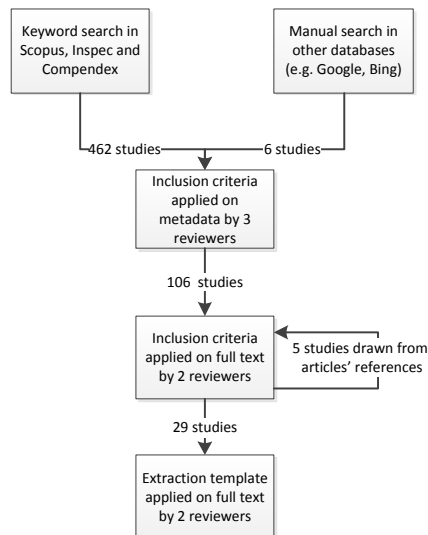 Keyword search in
Scopus, Inspec and
Compendex
Manual search in
other databases
(e.g. Google, Bing)
462 studies
6 studies
Inclusion criteria
applied on
metadata by 3
reviewers
106 studies
Inclusion criteria
applied on full text
by 2 reviewers
5 studies drawn from
articles' references
29 studies
Extraction template
applied on full text
by 2 reviewers